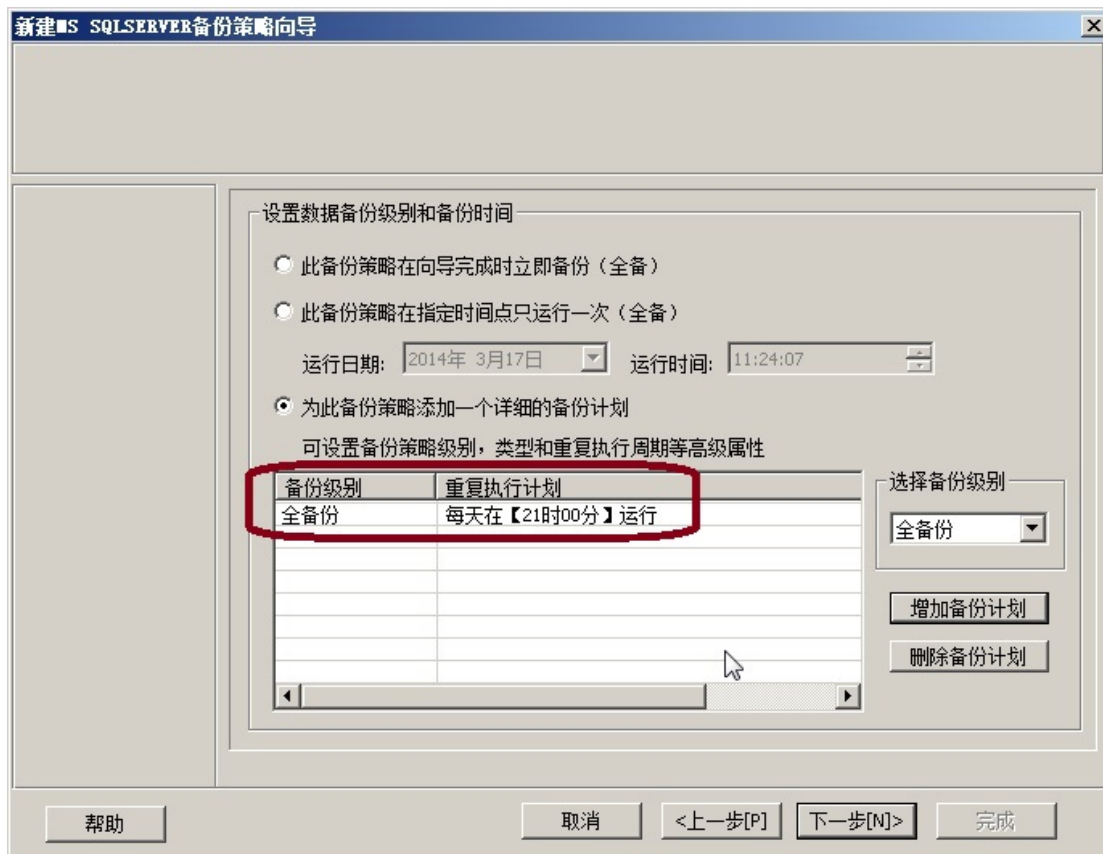 新建MS SQLSERVER备份策略向导
设置数据备份级别和备份时间
此备份策略在向导完成时立即备份（全备）
此备份策略在指定时间点只运行一次（全备）
运行日期: 2014年 3月17日 运行时间: 11:24:07
为此备份策略添加一个详细的备份计划
可设置备份策略级别，类型和重复执行周期等高级属性
备份级别 重复执行计划
全备份 每天在【21时00分】运行
选择备份级别
全备份
增加备份计划
删除备份计划
帮助 取消 <上一步[P] 下一步[N]> 完成